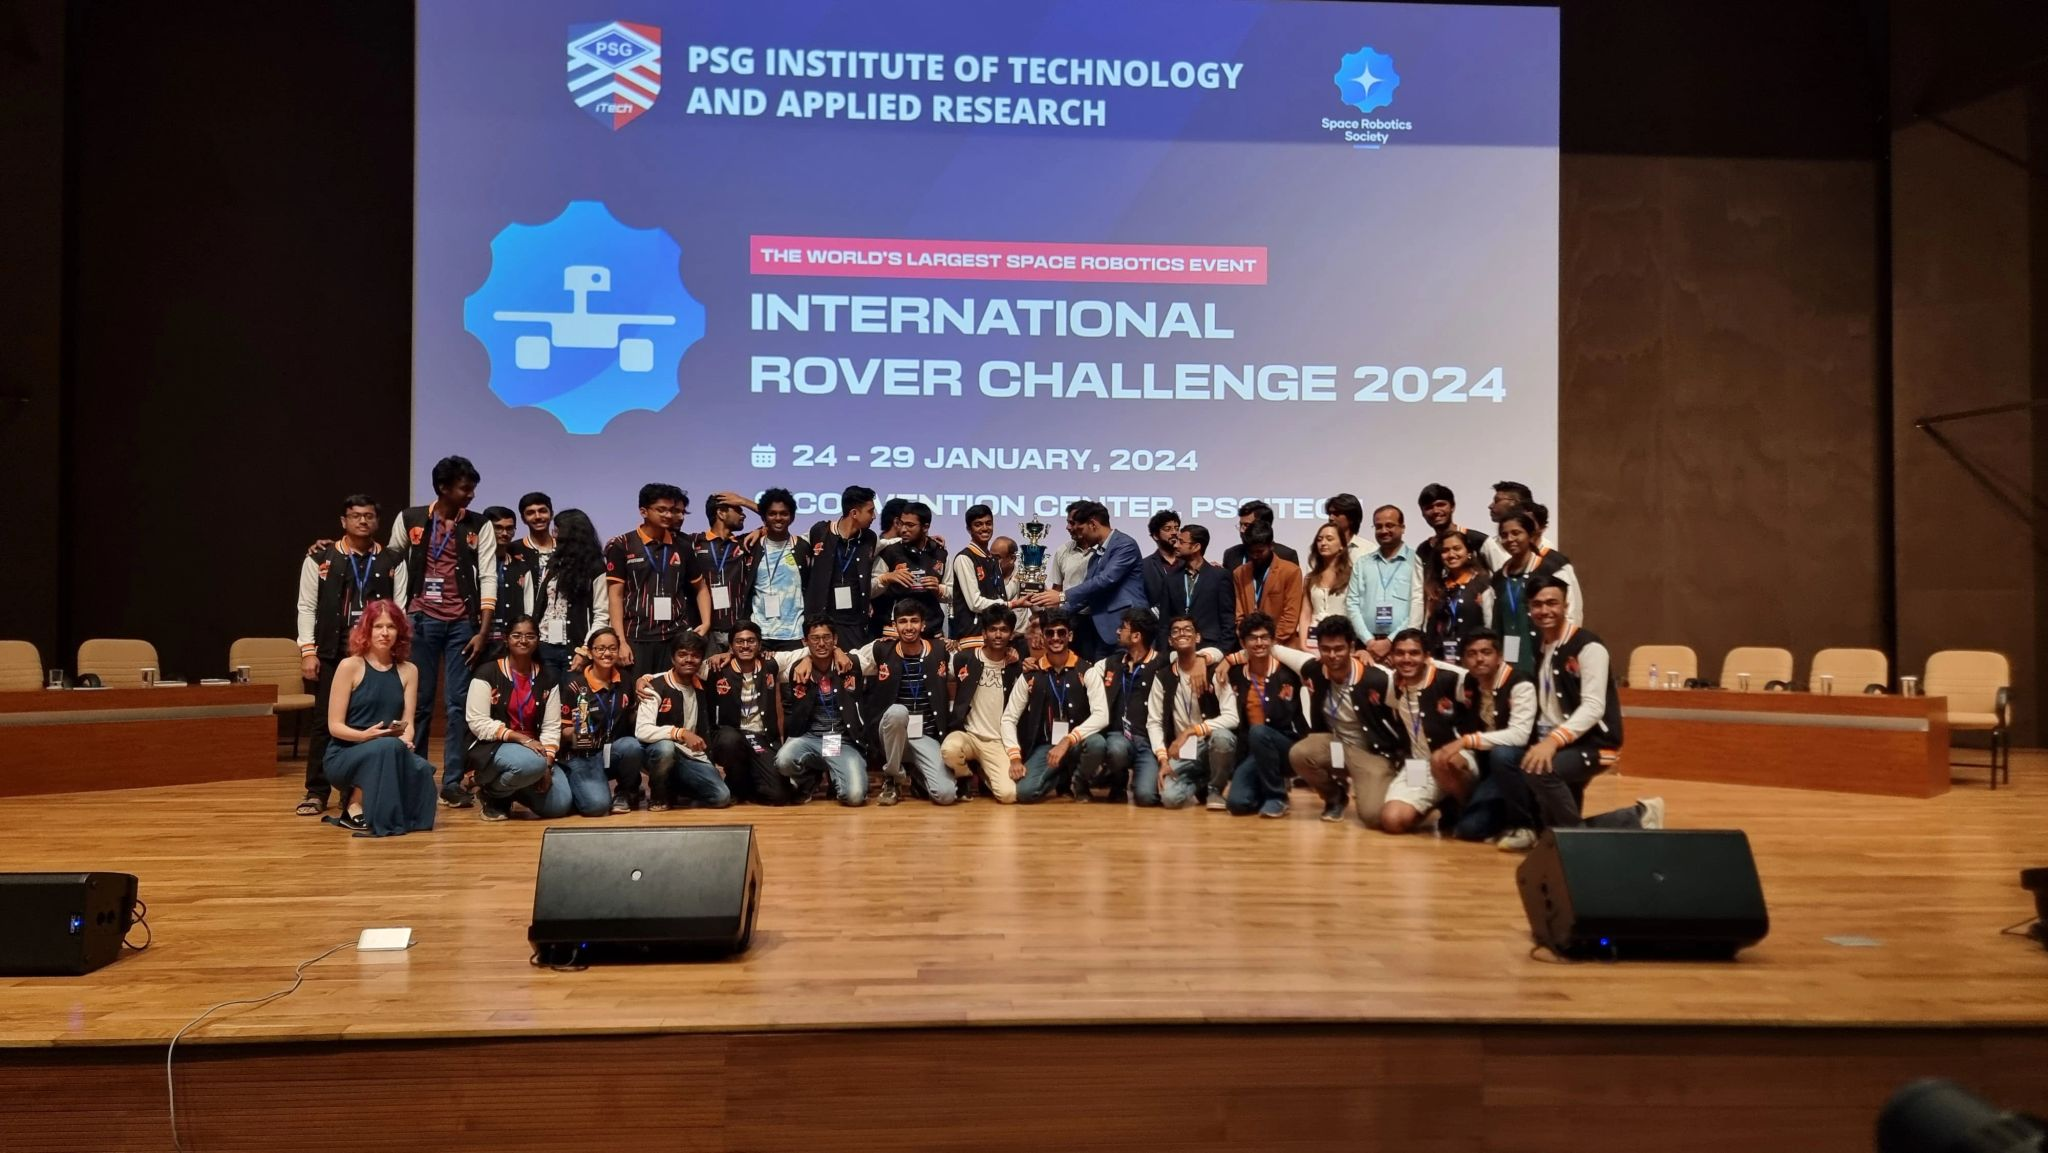 PSG
iTech
PSG INSTITUTE OF TECHNOLOGY
AND APPLIED RESEARCH
Space Robotics
Society
THE WORLD'S LARGEST SPACE ROBOTICS EVENT
INTERNATIONAL
ROVER CHALLENGE 2024
24 - 29 JANUARY, 2024
CENTER,